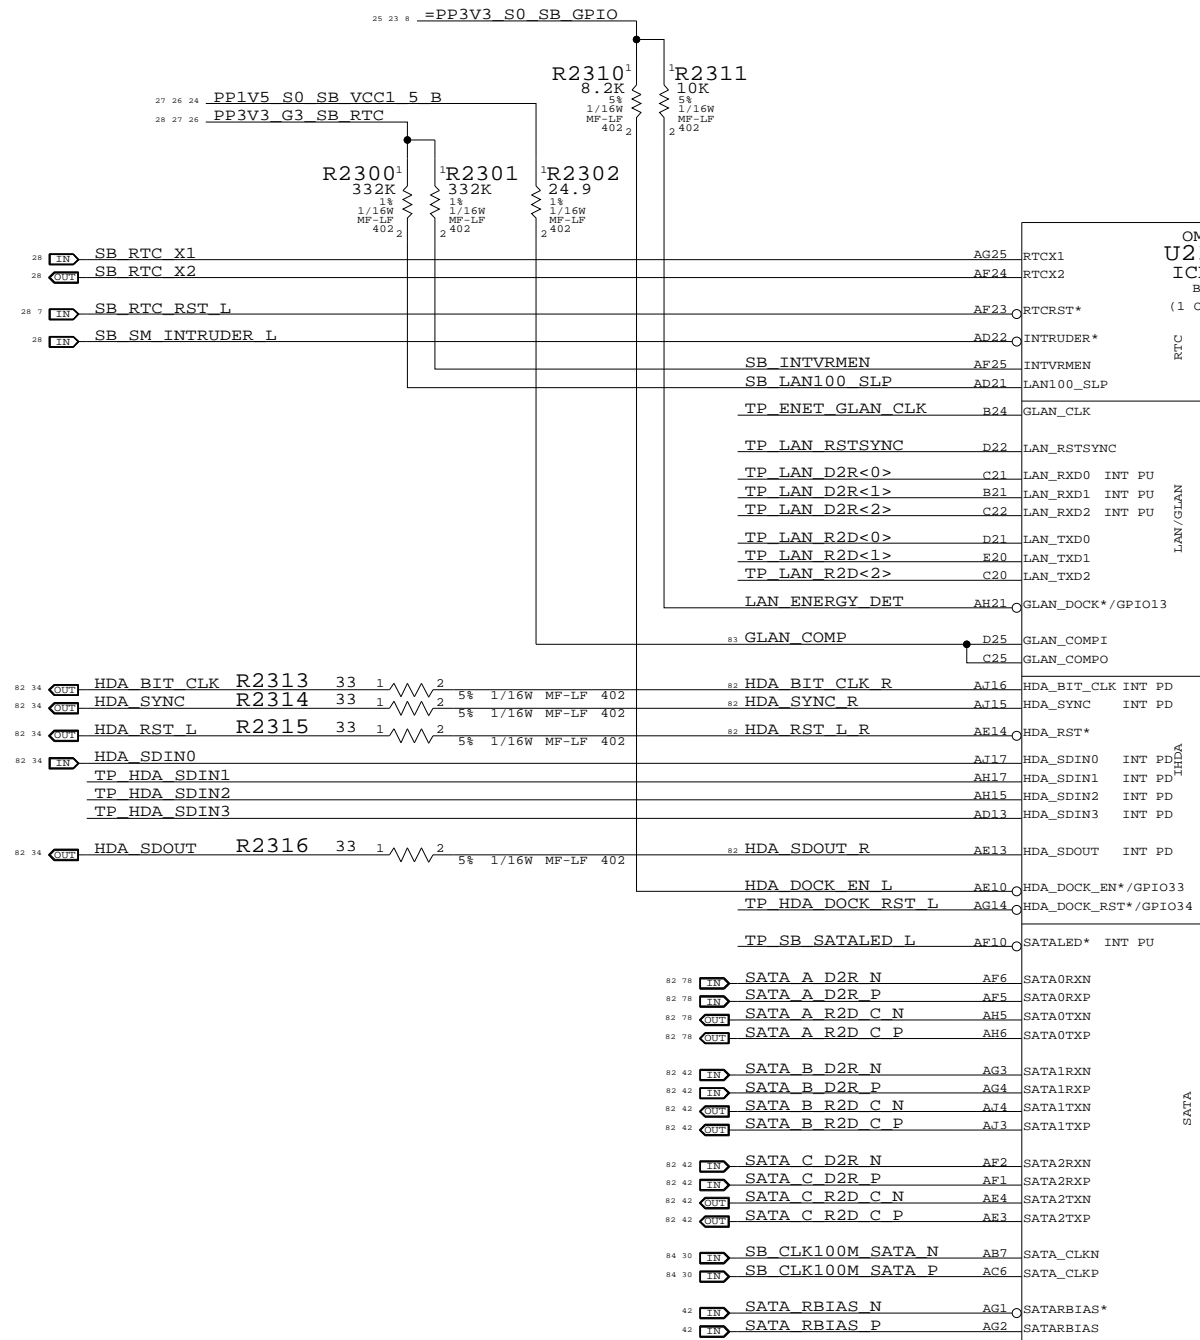 25 23 8 =PP3V3_S0_SB_GPIO
R2310 1
8.2K
5%
1/16W
MF-LF
402 2
1 R2311
10K
5%
1/16W
MF-LF
2 402
27 26 24 PP1V5_S0_SB_VCC1_5_B
28 27 26 PP3V3_G3_SB_RTC
R2300 1
332K
1%
1/16W
MF-LF
402 2
1 R2301
332K
1%
1/16W
MF-LF
2 402
1 R2302
24.9
1%
1/16W
MF-LF
2 402
(1
RTC
28 IN SB_RTC_X1 AG25 RTCX1
28 OUT SB_RTC_X2 AF24 RTCX2
28 7 IN SB_RTC_RST_L AF23 RTCRST*
28 IN SB_SM_INTRUDER_L AD22 INTRUDER*
SB_INTVRMEN AF25 INTVRMEN
SB_LAN100_SLP AD21 LAN100_SLP
TP_ENET_GLAN_CLK B24 GLAN_CLK
TP_LAN_RSTSYNC D22 LAN_RSTSYNC
TP_LAN_D2R<0> C21 LAN_RXD0 INT PU
TP_LAN_D2R<1> B21 LAN_RXD1 INT PU
TP_LAN_D2R<2> C22 LAN_RXD2 INT PU
LAN/GLAN
TP_LAN_R2D<0> D21 LAN_TXD0
TP_LAN_R2D<1> E20 LAN_TXD1
TP_LAN_R2D<2> C20 LAN_TXD2
LAN_ENERGY_DET AH21 GLAN_DOCK*/GPIO13
83 GLAN_COMP D25 GLAN_COMPI
C25 GLAN_COMPO
82 34 OUT HDA_BIT_CLK R2313 33 1 2 5% 1/16W MF-LF 402 82 HDA_BIT_CLK_R AJ16 HDA_BIT_CLK INT PD
82 34 OUT HDA_SYNC R2314 33 1 2 5% 1/16W MF-LF 402 82 HDA_SYNC_R AJ15 HDA_SYNC INT PD
82 34 OUT HDA_RST_L R2315 33 1 2 5% 1/16W MF-LF 402 82 HDA_RST_L_R AE14 HDA_RST*
82 34 IN HDA_SDIN0 AJ17 HDA_SDIN0 INT PD
IHDA
TP_HDA_SDIN1 AH17 HDA_SDIN1 INT PD
TP_HDA_SDIN2 AH15 HDA_SDIN2 INT PD
TP_HDA_SDIN3 AD13 HDA_SDIN3 INT PD
82 34 OUT HDA_SDOUT R2316 33 1 2 5% 1/16W MF-LF 402 82 HDA_SDOUT_R AE13 HDA_SDOUT INT PD
HDA_DOCK_EN_L AE10 HDA_DOCK_EN*/GPIO33
TP_HDA_DOCK_RST_L AG14 HDA_DOCK_RST*/GPIO34
TP_SB_SATALED_L AF10 SATALED* INT PU
82 78 IN SATA_A_D2R_N AF6 SATA0RXN
82 78 IN SATA_A_D2R_P AF5 SATA0RXP
82 78 OUT SATA_A_R2D_C_N AH5 SATA0TXN
82 78 OUT SATA_A_R2D_C_P AH6 SATA0TXP
82 42 IN SATA_B_D2R_N AG3 SATA1RXN
82 42 IN SATA_B_D2R_P AG4 SATA1RXP
82 42 OUT SATA_B_R2D_C_N AJ4 SATA1TXN
82 42 OUT SATA_B_R2D_C_P AJ3 SATA1TXP
SATA
82 42 IN SATA_C_D2R_N AF2 SATA2RXN
82 42 IN SATA_C_D2R_P AF1 SATA2RXP
82 42 OUT SATA_C_R2D_C_N AE4 SATA2TXN
82 42 OUT SATA_C_R2D_C_P AE3 SATA2TXP
84 30 IN SB_CLK100M_SATA_N AB7 SATA_CLKN
84 30 IN SB_CLK100M_SATA_P AC6 SATA_CLKP
42 IN SATA_RBIAS_N AG1 SATARBIAS*
42 IN SATA_RBIAS_P AG2 SATARBIAS